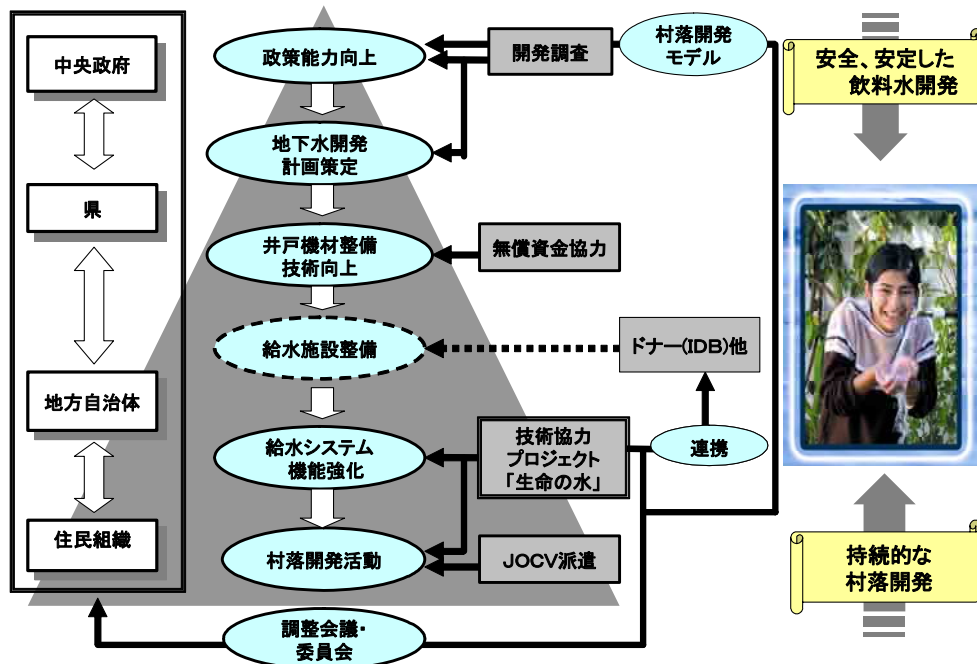 中央政府
県
地方自治体
住民組織
政策能力向上
地下水開発
計画策定
井戸機材整備
技術向上
給水施設整備
給水システム
機能強化
村落開発活動
調整会議・
委員会
開発調査
無償資金協力
ドナー(IDB)他
技術協力
プロジェクト
「生命の水」
JOCV派遣
村落開発
モデル
連携
安全、安定した
飲料水開発
持続的な
村落開発